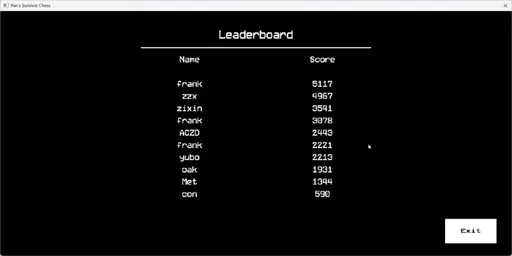 Pan's Survivor Chess
Leaderboard
Name Score
frank 5117
zzx 4967
zixin 3541
frank 3078
ACZD 2443
frank 2221
yubo 2213
oak 1931
Met 1344
con 590
Exit